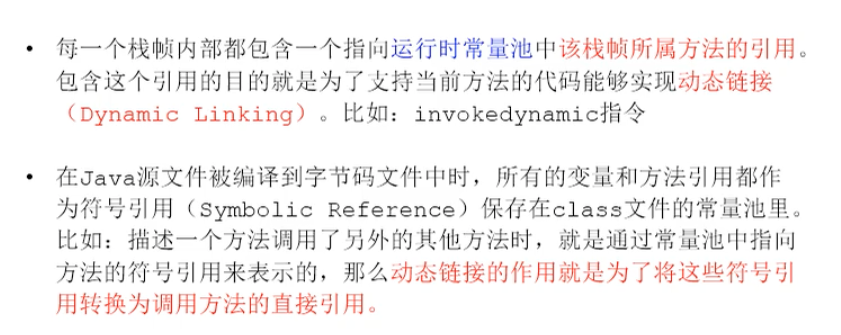 • 每一个栈帧内部都包含一个指向运行时常量池中该栈帧所属方法的引用。
包含这个引用的目的就是为了支持当前方法的代码能够实现动态链接
（Dynamic Linking）。比如：invokedynamic指令
• 在Java源文件被编译到字节码文件中时，所有的变量和方法引用都作
为符号引用（Symbolic Reference）保存在class文件的常量池里。
比如：描述一个方法调用了另外的其他方法时，就是通过常量池中指向
方法的符号引用来表示的，那么动态链接的作用就是为了将这些符号引
用转换为调用方法的直接引用。